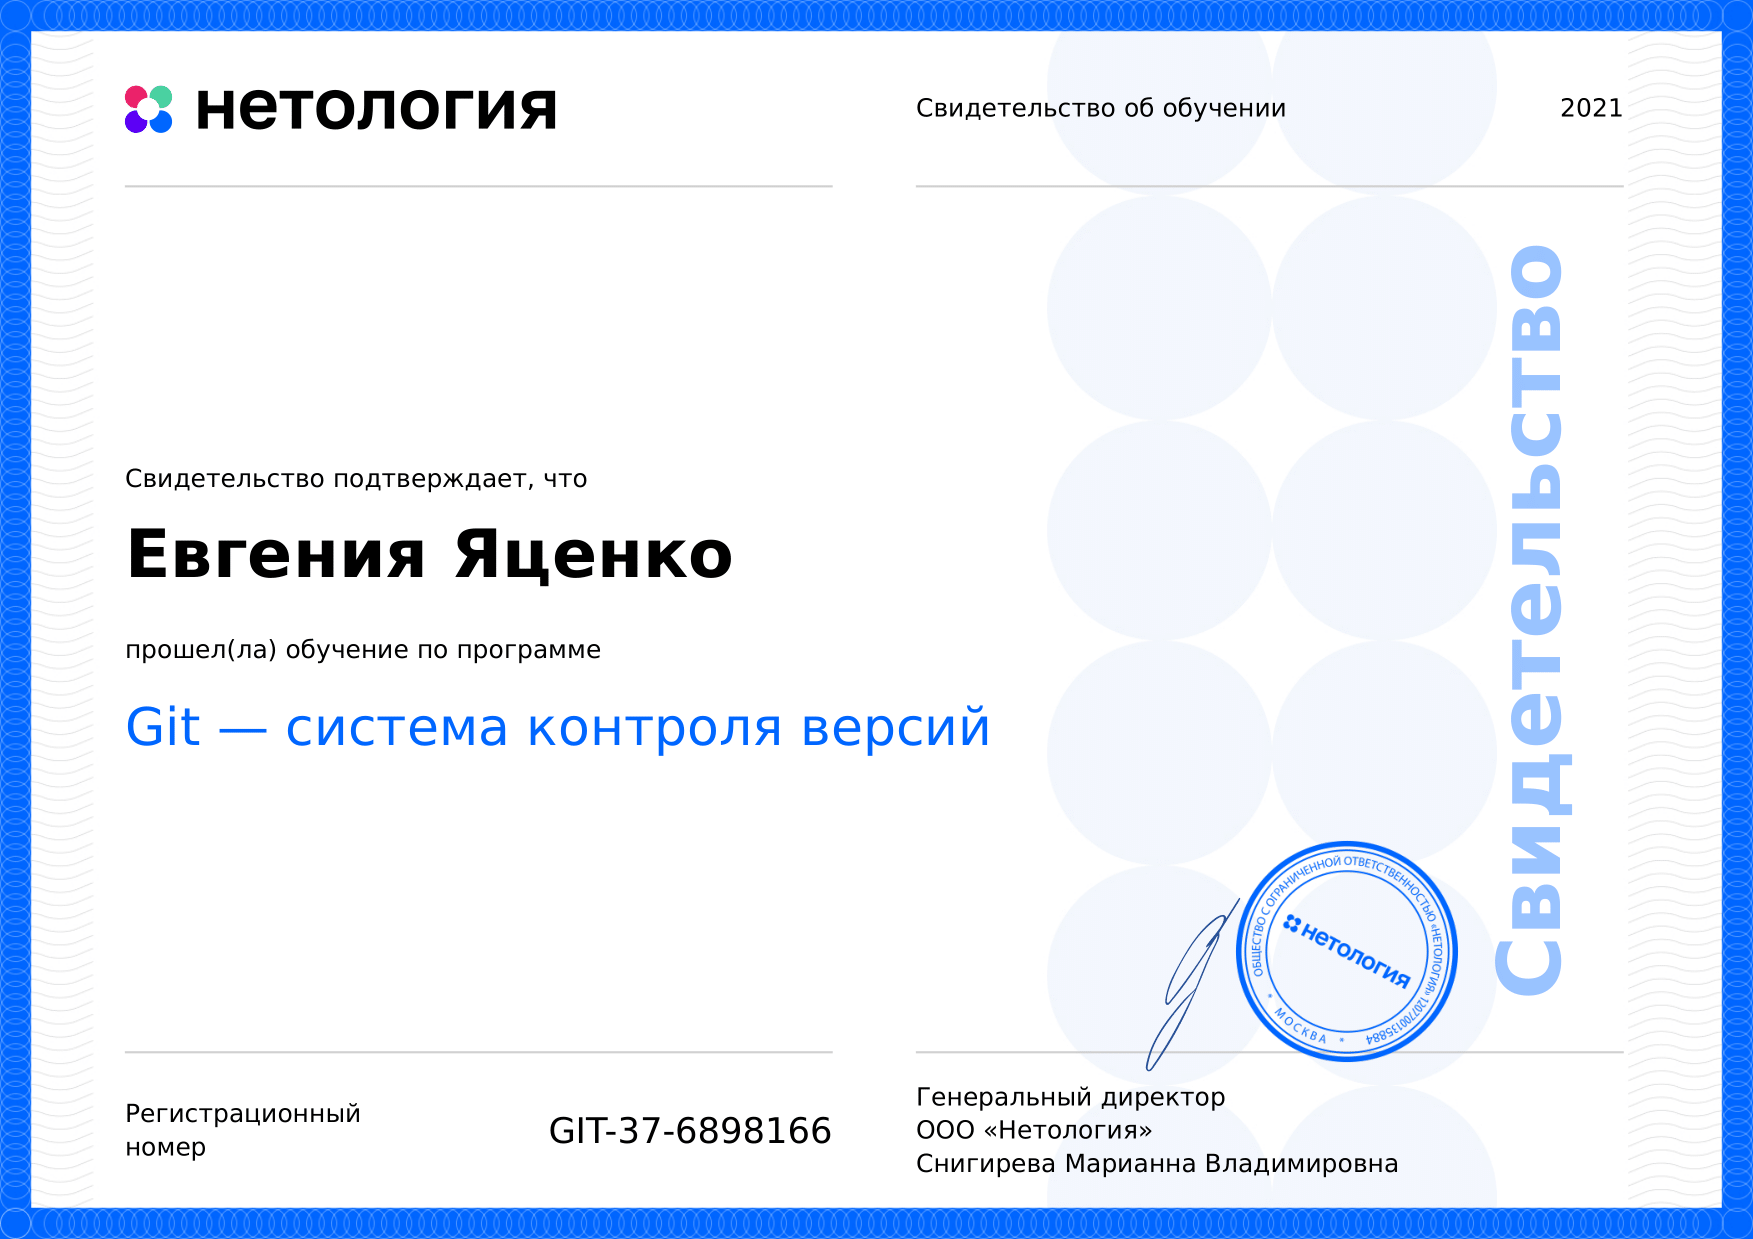 нетология
Свидетельство об обучении
2021
Свидетельство подтверждает, что
Евгения Яценко
прошел(ла) обучение по программе
Git — система контроля версий
Свидетельство
ОБЩЕСТВО С ОГРАНИЧЕННОЙ ОТВЕТСТВЕННОСТЬЮ «НЕТОЛОГИЯ» 1207700135884
* МОСКВА *
нетология
Регистрационный
номер
GIT-37-6898166
Генеральный директор
ООО «Нетология»
Снигирева Марианна Владимировна